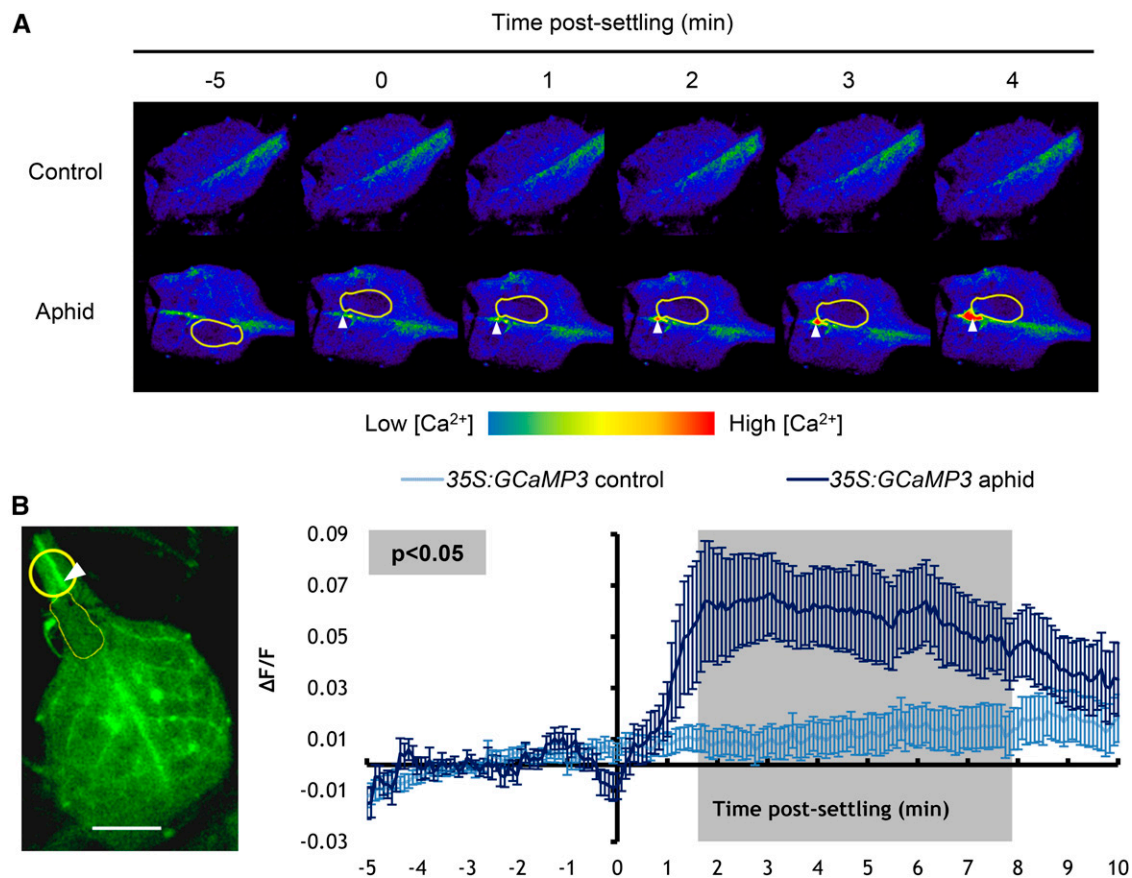 A
Time post-settling (min)
-5 0 1 2 3 4
Control
Aphid
Low [Ca²⁺] High [Ca²⁺]
35S:GCaMP3 control 35S:GCaMP3 aphid
B
p<0.05
ΔF/F
0.09
0.07
0.05
0.03
0.01
-0.01
-0.03
Time post-settling (min)
-5 -4 -3 -2 -1 0 1 2 3 4 5 6 7 8 9 10